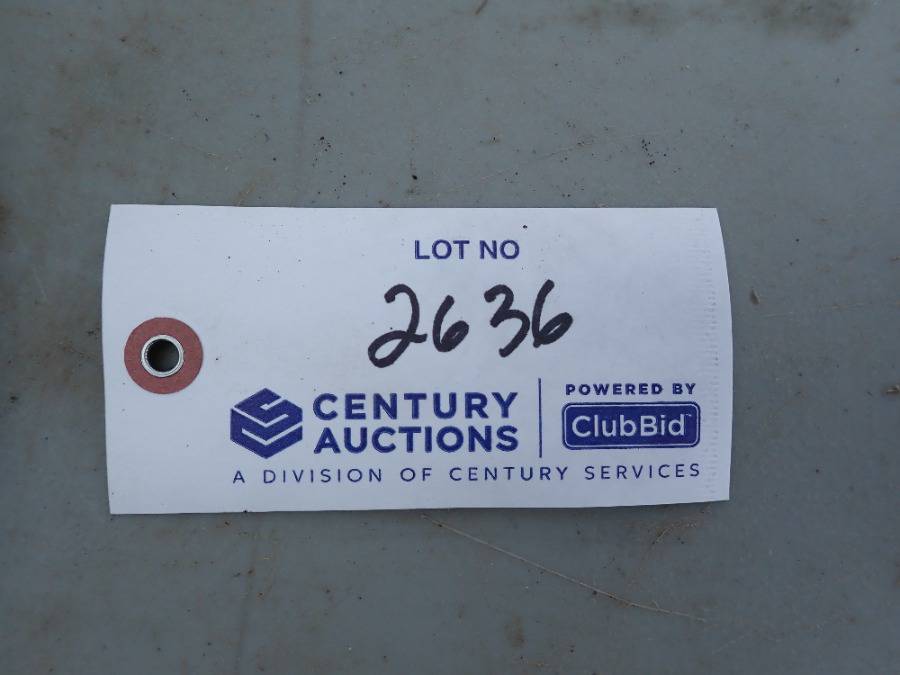 LOT NO
2636
CENTURY AUCTIONS
POWERED BY
ClubBid™
A DIVISION OF CENTURY SERVICES